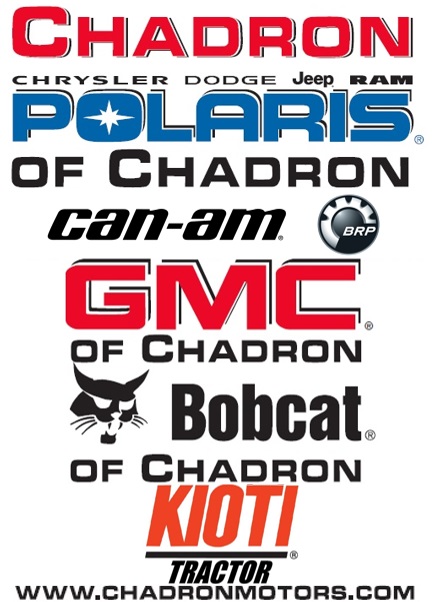 CHADRON
CHRYSLER DODGE Jeep RAM
POLARIS®
OF CHADRON
can-am® BRP
GMC®
OF CHADRON
Bobcat®
OF CHADRON
KIOTI®
TRACTOR
WWW.CHADRONMOTORS.COM